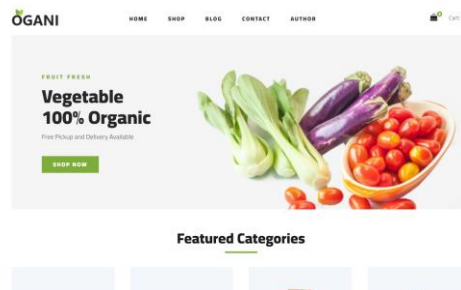 OGANI
HOME SHOP BLOG CONTACT AUTHOR
0
Cart
FRUIT FRESH
Vegetable
100% Organic
Free Pickup and Delivery Available
SHOP NOW
Featured Categories